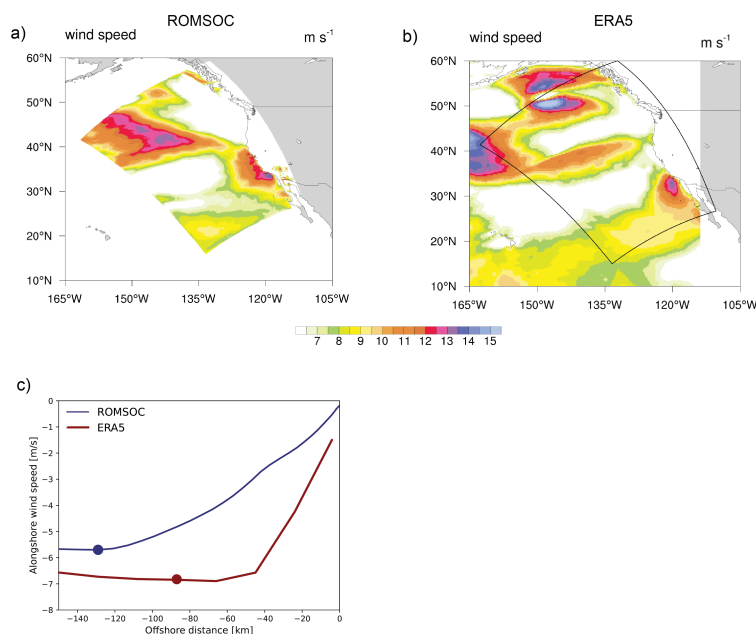 ROMSOC
a)
wind speed
m s⁻¹
60°N
50°N
40°N
30°N
20°N
10°N
165°W
150°W
135°W
120°W
105°W
ERA5
b)
wind speed
m s⁻¹
60°N
50°N
40°N
30°N
20°N
10°N
165°W
150°W
135°W
120°W
105°W
7 8 9 10 11 12 13 14 15
c)
Alongshore wind speed [m/s]
0
−1
−2
−3
−4
−5
−6
−7
−8
ROMSOC
ERA5
−140 −120 −100 −80 −60 −40 −20 0
Offshore distance [km]